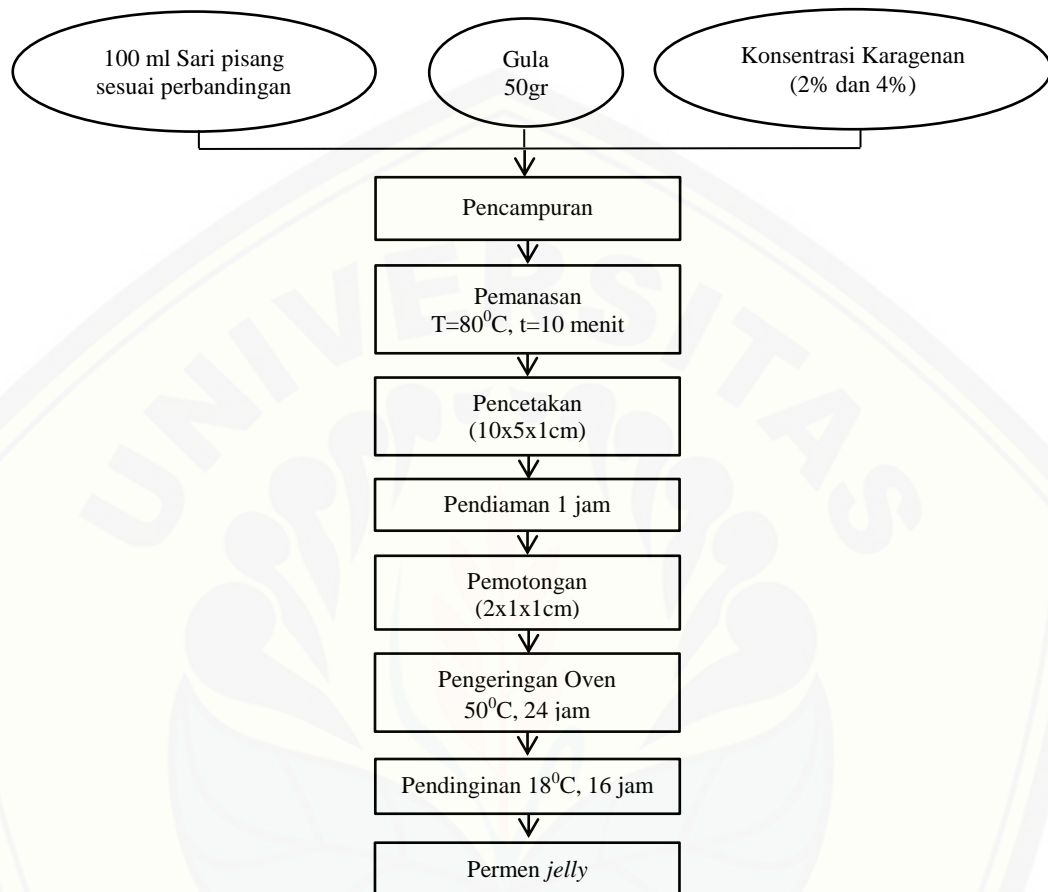 100 ml Sari pisang
sesuai perbandingan
Gula
50gr
Konsentrasi Karagenan
(2% dan 4%)
Pencampuran
Pemanasan
T=80⁰C, t=10 menit
Pencetakan
(10x5x1cm)
Pendiaman 1 jam
Pemotongan
(2x1x1cm)
Pengeringan Oven
50⁰C, 24 jam
Pendinginan 18⁰C, 16 jam
Permen jelly
UNIVERSITAS